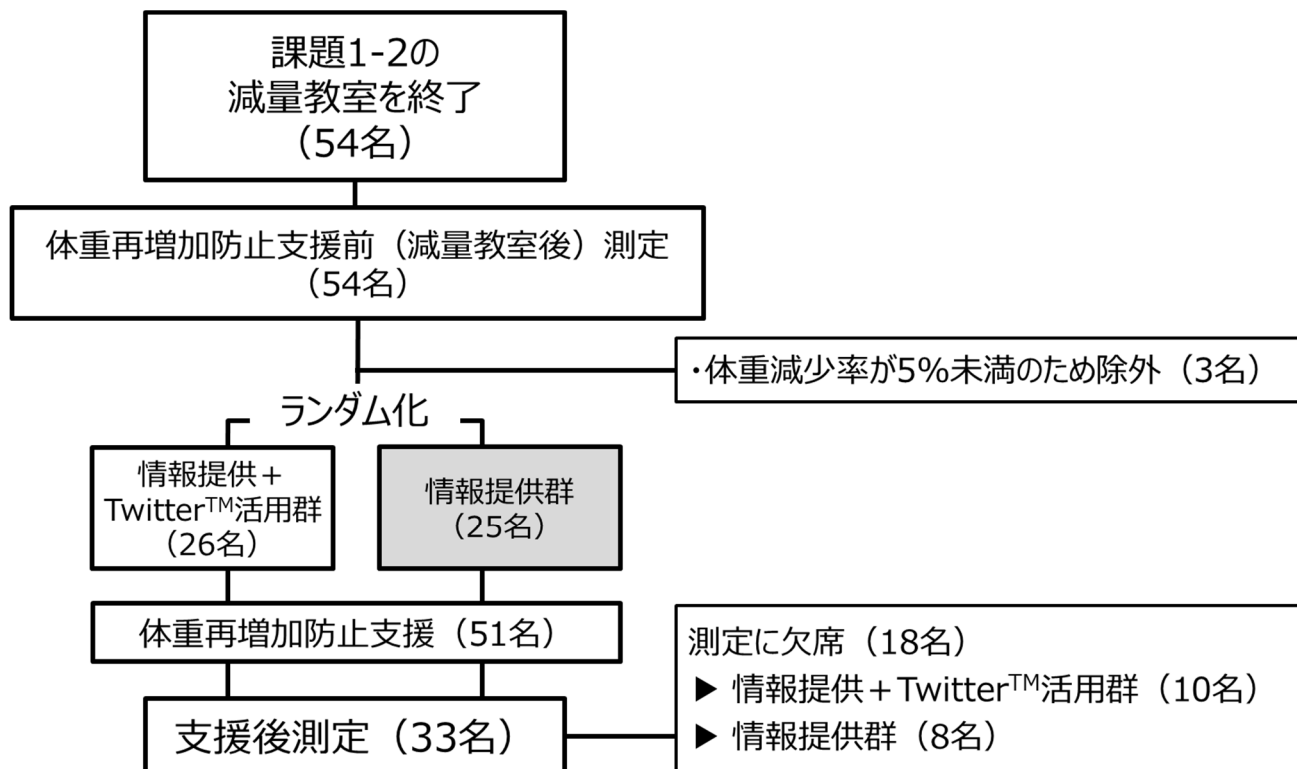 課題1-2の
減量教室を終了
（54名）
体重再増加防止支援前（減量教室後）測定
（54名）
・体重減少率が5%未満のため除外（3名）
ランダム化
情報提供＋
Twitter™活用群
（26名）
情報提供群
（25名）
体重再増加防止支援（51名）
測定に欠席（18名）
▶ 情報提供＋Twitter™活用群（10名）
▶ 情報提供群（8名）
支援後測定（33名）